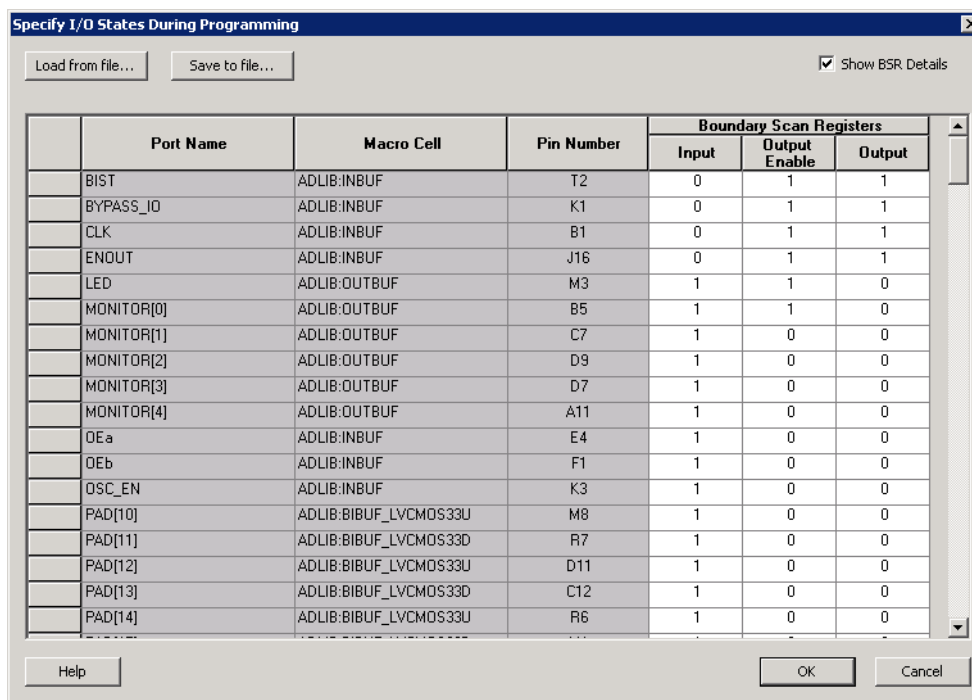 Specify I/O States During Programming
Load from file... Save to file... Show BSR Details
Boundary Scan Registers
Port Name Macro Cell Pin Number Input Output Enable Output
BIST ADLIB:INBUF T2 0 1 1
BYPASS_IO ADLIB:INBUF K1 0 1 1
CLK ADLIB:INBUF B1 0 1 1
ENOUT ADLIB:INBUF J16 0 1 1
LED ADLIB:OUTBUF M3 1 1 0
MONITOR[0] ADLIB:OUTBUF B5 1 1 0
MONITOR[1] ADLIB:OUTBUF C7 1 0 0
MONITOR[2] ADLIB:OUTBUF D9 1 0 0
MONITOR[3] ADLIB:OUTBUF D7 1 0 0
MONITOR[4] ADLIB:OUTBUF A11 1 0 0
OEa ADLIB:INBUF E4 1 0 0
OEb ADLIB:INBUF F1 1 0 0
OSC_EN ADLIB:INBUF K3 1 0 0
PAD[10] ADLIB:BIBUF_LVCMOS33U M8 1 0 0
PAD[11] ADLIB:BIBUF_LVCMOS33D R7 1 0 0
PAD[12] ADLIB:BIBUF_LVCMOS33U D11 1 0 0
PAD[13] ADLIB:BIBUF_LVCMOS33D C12 1 0 0
PAD[14] ADLIB:BIBUF_LVCMOS33U R6 1 0 0
Help OK Cancel